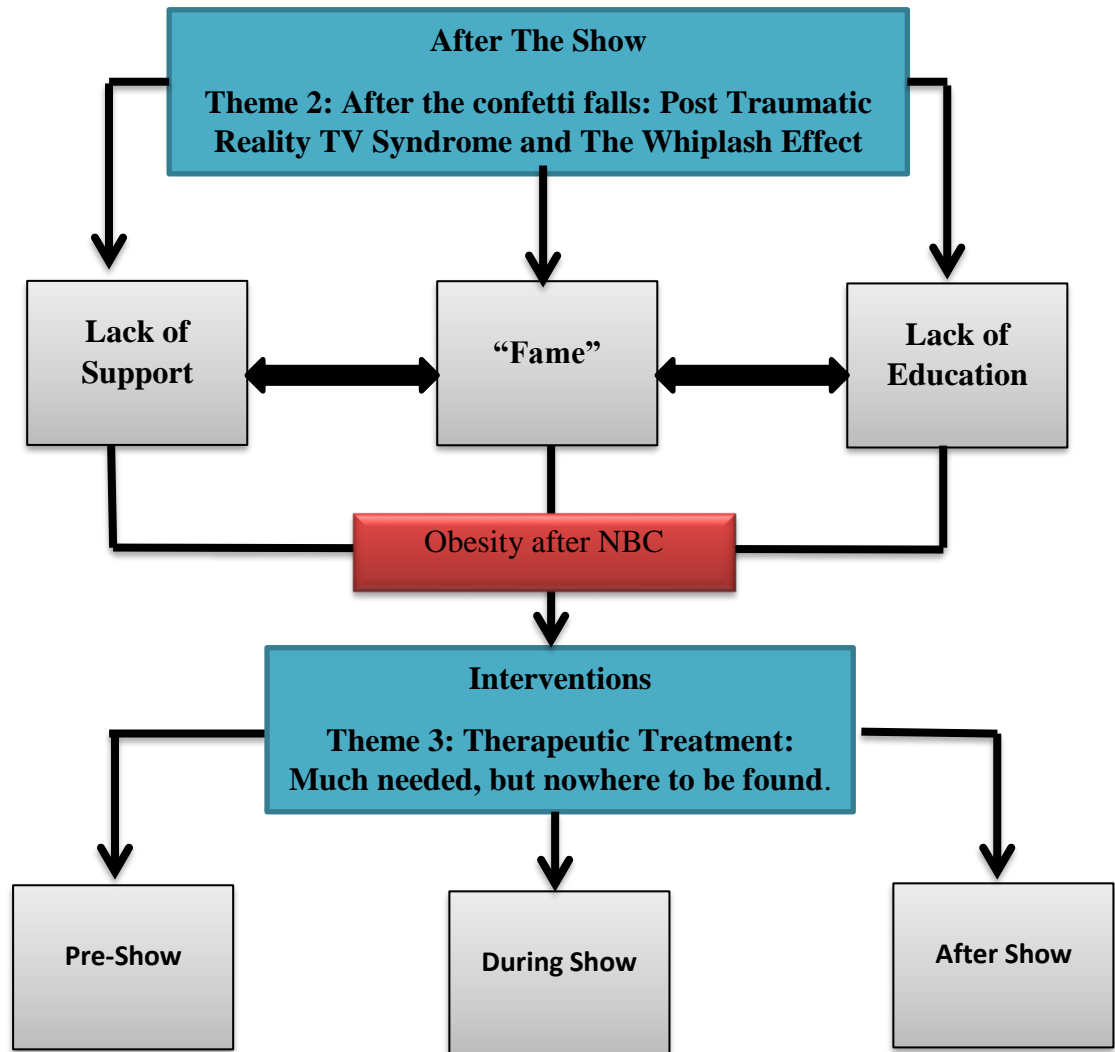 After The Show
Theme 2: After the confetti falls: Post Traumatic
Reality TV Syndrome and The Whiplash Effect
Lack of
Support
“Fame”
Lack of
Education
Obesity after NBC
Interventions
Theme 3: Therapeutic Treatment:
Much needed, but nowhere to be found.
Pre-Show
During Show
After Show